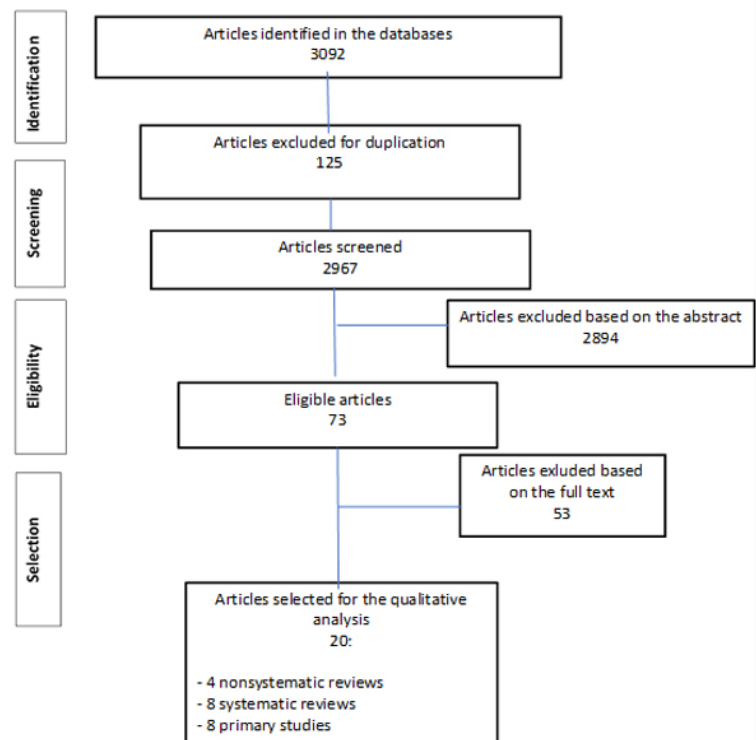 Identification
Articles identified in the databases
3092
Articles excluded for duplication
125
Screening
Articles screened
2967
Articles excluded based on the abstract
2894
Eligibility
Eligible articles
73
Articles exluded based
on the full text
53
Selection
Articles selected for the qualitative
analysis
20:
- 4 nonsystematic reviews
- 8 systematic reviews
- 8 primary studies